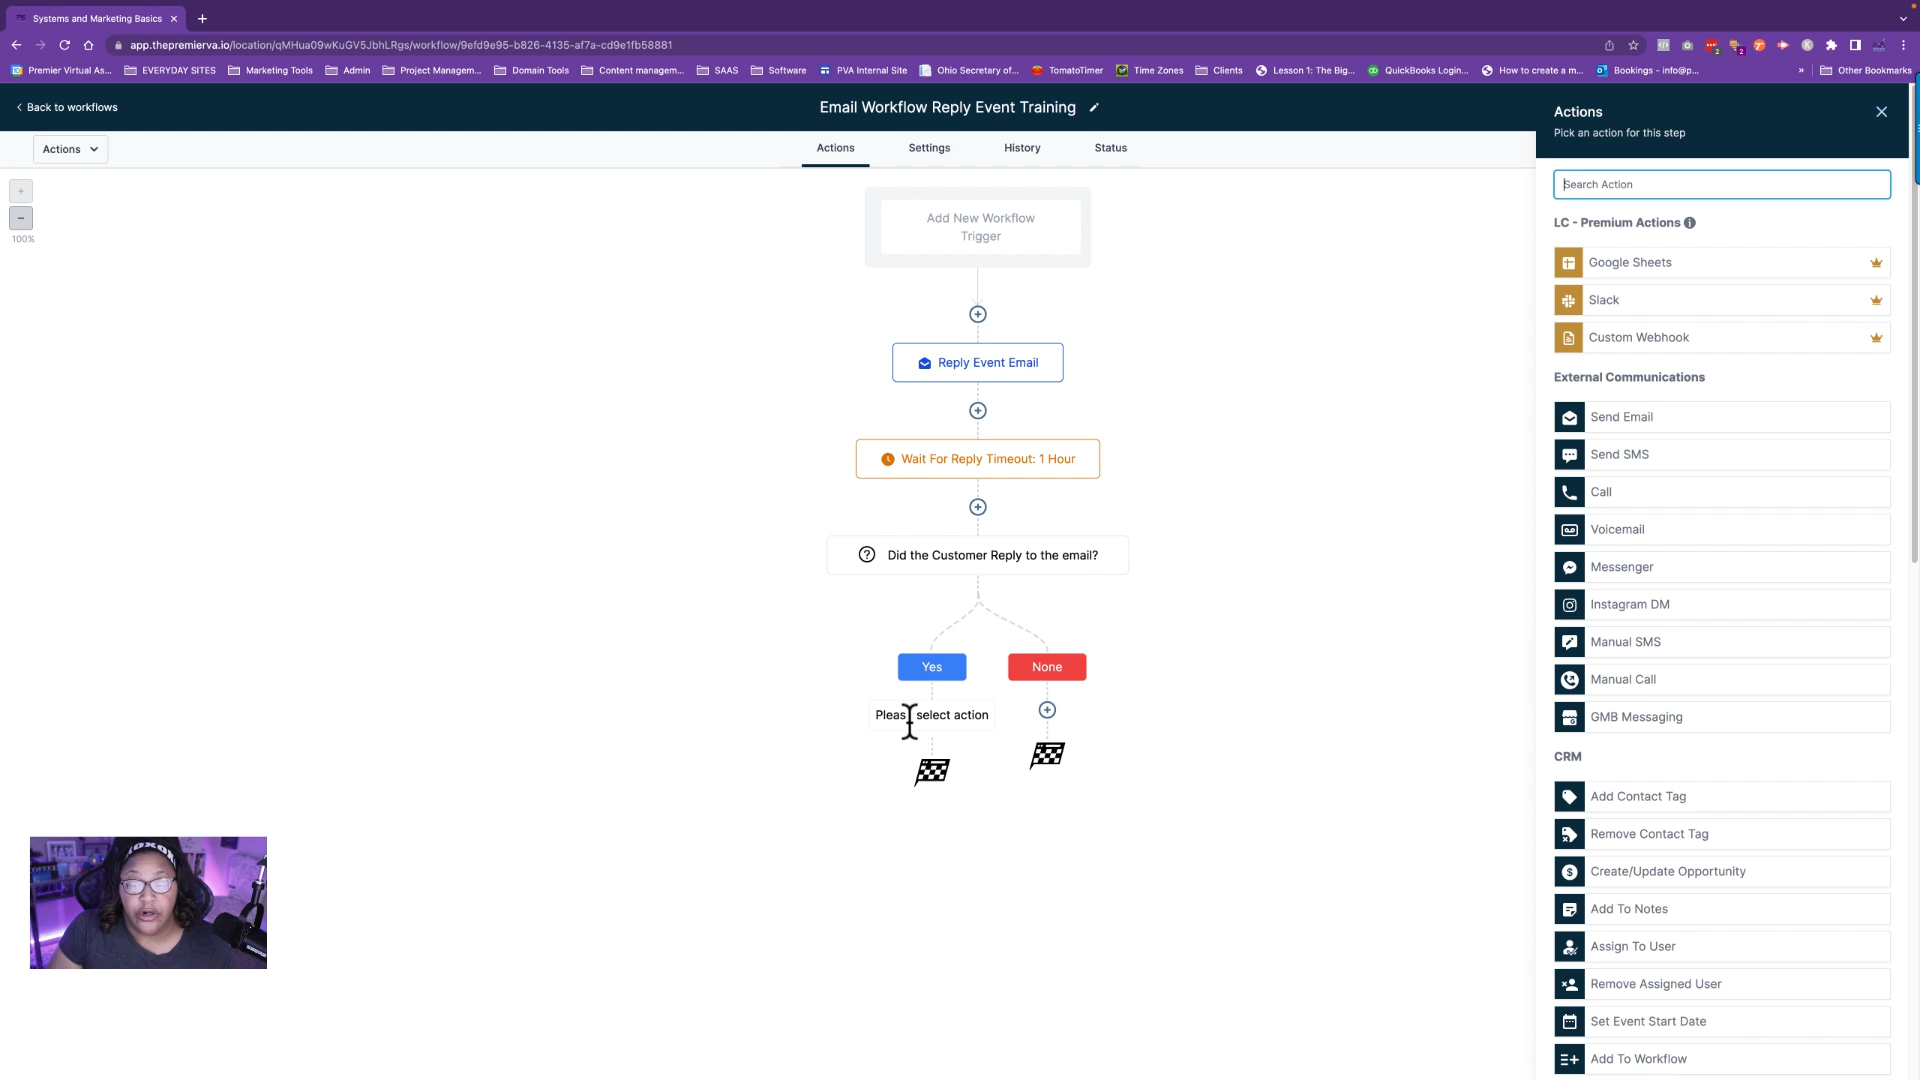 Systems and Marketing Basics
app.thepremierva.io/location/qMHua09wKuGV5JbhLRgs/workflow/9efd9e95-b826-4135-af7a-cd9e1fb58881
Premier Virtual As... EVERYDAY SITES Marketing Tools Admin Project Managem... Domain Tools Content managem... SAAS Software PVA Internal Site Ohio Secretary of... TomatoTimer Time Zones Clients Lesson 1: The Big... QuickBooks Login... How to create a m... Bookings - info@p... » Other Bookmarks
Back to workflows
Email Workflow Reply Event Training
Actions
Pick an action for this step
Actions
Actions Settings History Status
100%
Add New Workflow
Trigger
Reply Event Email
Wait For Reply Timeout: 1 Hour
Did the Customer Reply to the email?
Yes
None
Pleas select action
Search Action
LC - Premium Actions
Google Sheets
Slack
Custom Webhook
External Communications
Send Email
Send SMS
Call
Voicemail
Messenger
Instagram DM
Manual SMS
Manual Call
GMB Messaging
CRM
Add Contact Tag
Remove Contact Tag
Create/Update Opportunity
Add To Notes
Assign To User
Remove Assigned User
Set Event Start Date
Add To Workflow